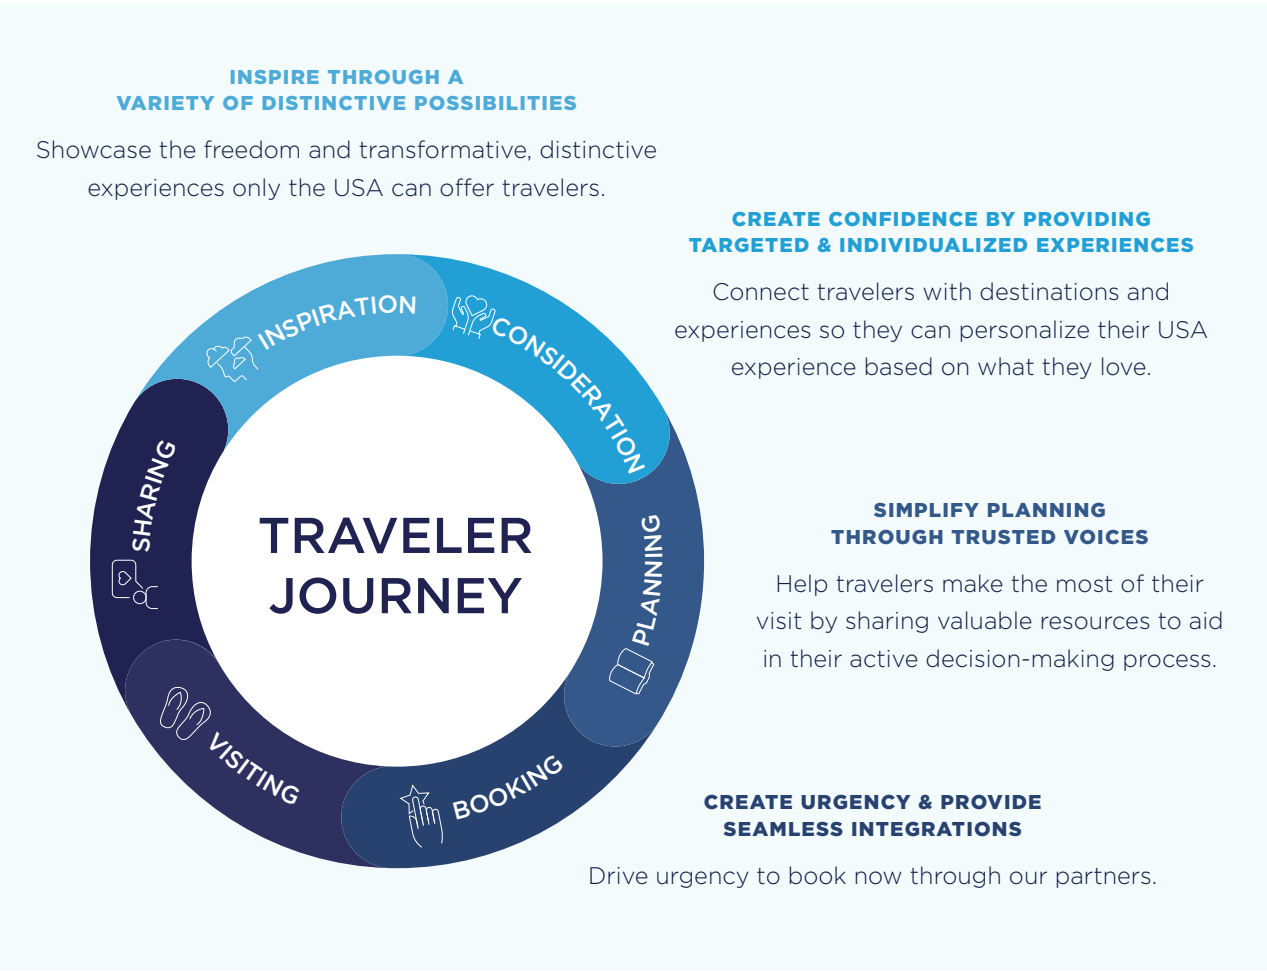 INSPIRE THROUGH A
VARIETY OF DISTINCTIVE POSSIBILITIES
Showcase the freedom and transformative, distinctive
experiences only the USA can offer travelers.
CREATE CONFIDENCE BY PROVIDING
TARGETED & INDIVIDUALIZED EXPERIENCES
Connect travelers with destinations and
experiences so they can personalize their USA
experience based on what they love.
SIMPLIFY PLANNING
THROUGH TRUSTED VOICES
Help travelers make the most of their
visit by sharing valuable resources to aid
in their active decision-making process.
CREATE URGENCY & PROVIDE
SEAMLESS INTEGRATIONS
Drive urgency to book now through our partners.
INSPIRATION
CONSIDERATION
PLANNING
BOOKING
VISITING
SHARING
TRAVELER
JOURNEY